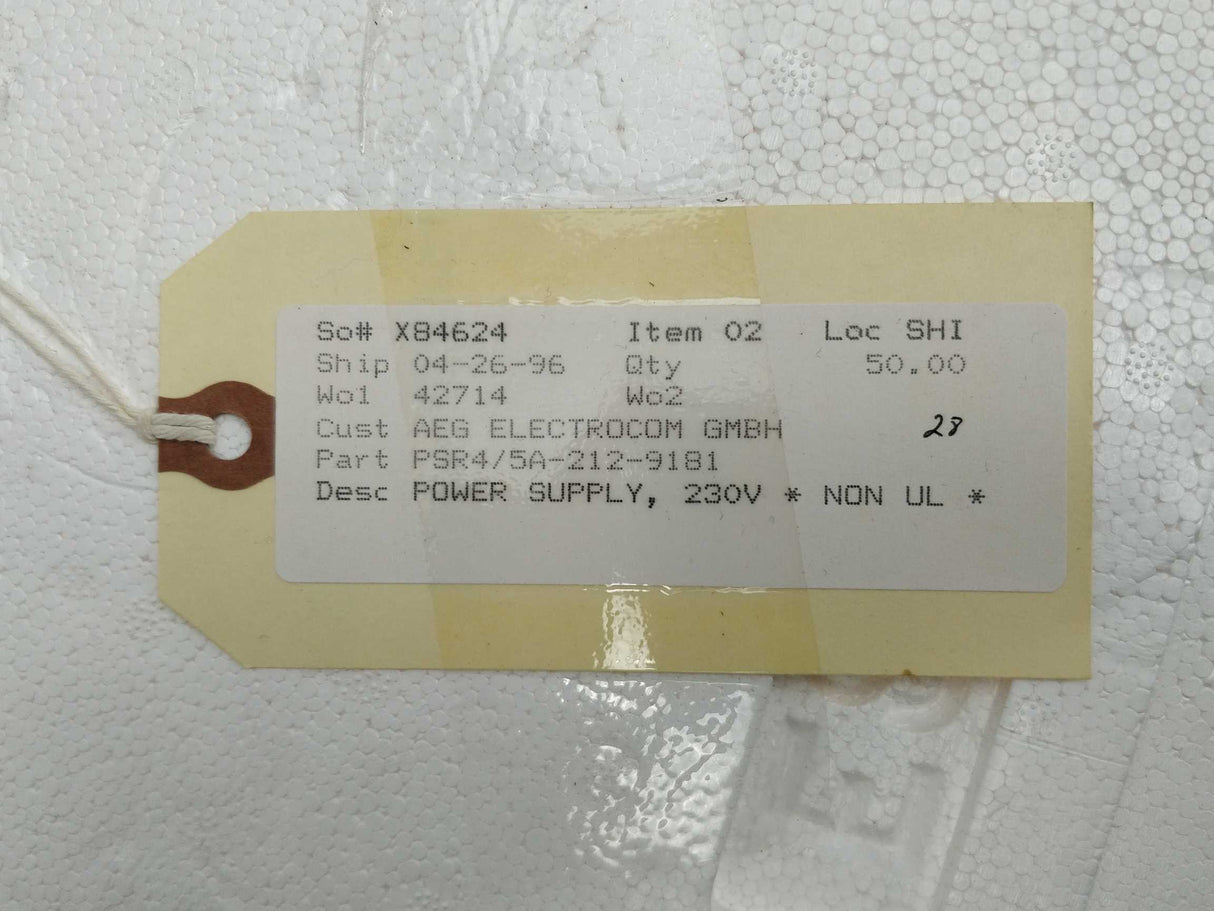 So# X84624 Item 02 Loc SHI
Ship 04-26-96 Qty 50.00
Wo1 42714 Wo2
Cust AEG ELECTROCOM GMBH 28
Part PSR4/5A-212-9181
Desc POWER SUPPLY, 230V * NON UL *